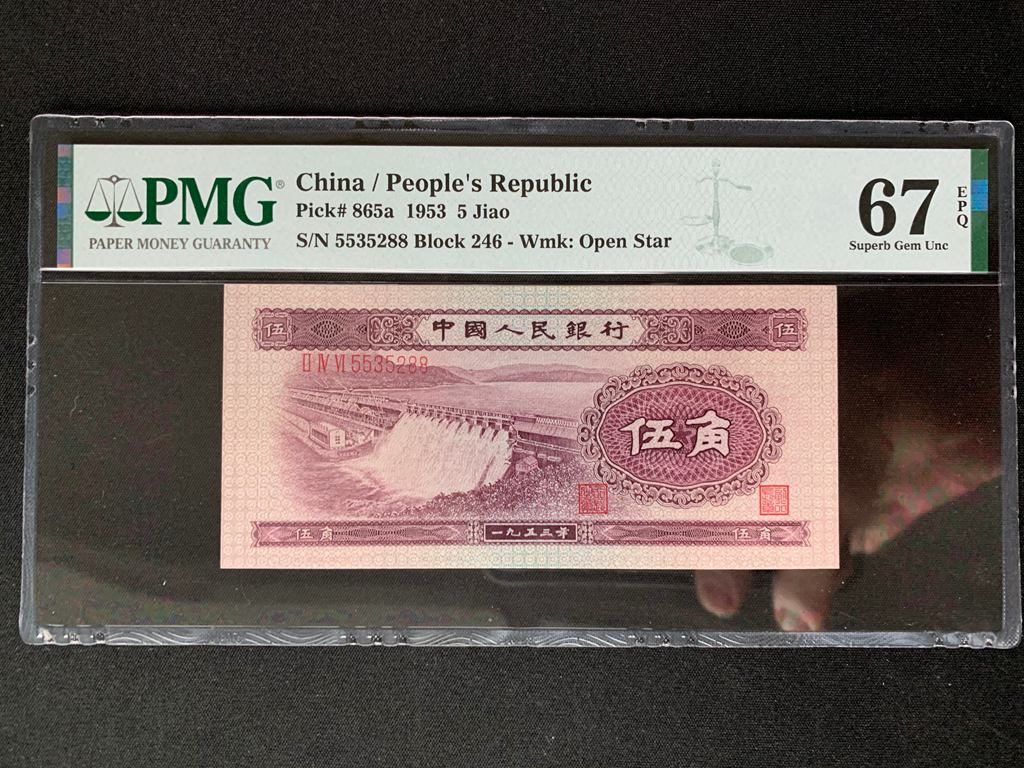 PMG®
PAPER MONEY GUARANTY
China / People's Republic
Pick# 865a 1953 5 Jiao
S/N 5535288 Block 246 - Wmk: Open Star
67
Superb Gem Unc
EPQ
伍 中國人民銀行 伍
II IV VI 5535288
伍角
伍角 一九五三年 伍角